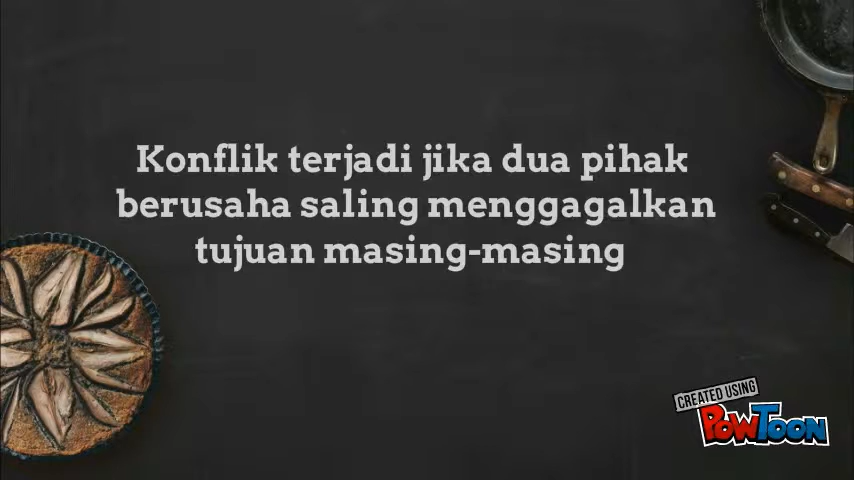 Konflik terjadi jika dua pihak
berusaha saling menggagalkan
tujuan masing-masing
CREATED USING
POWTOON